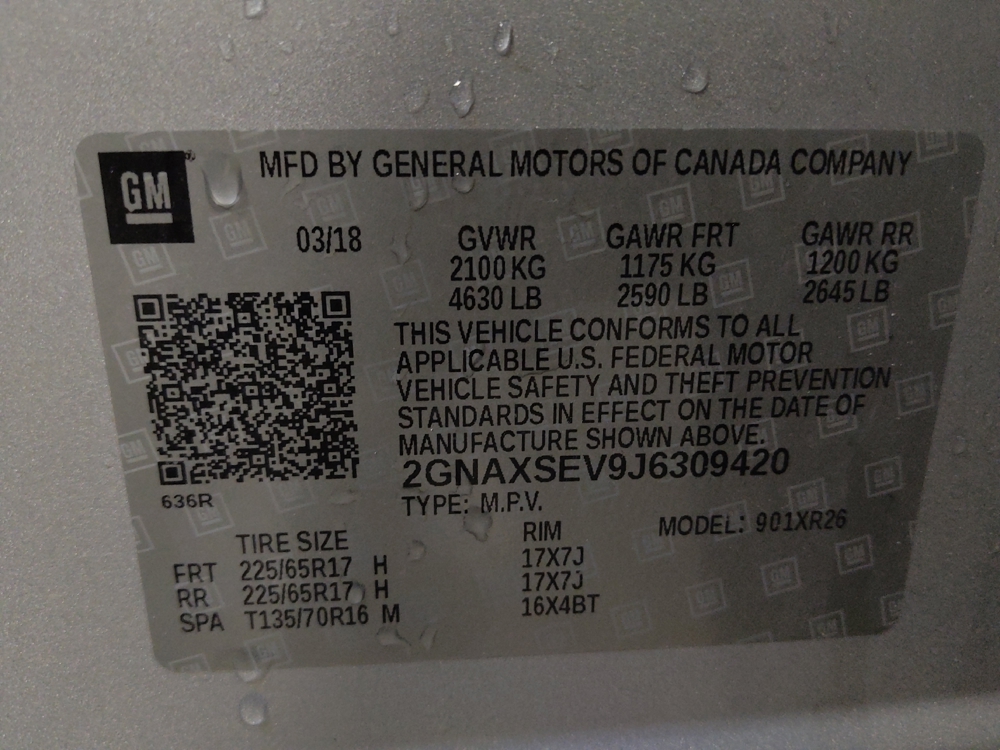 GM
MFD BY GENERAL MOTORS OF CANADA COMPANY
03/18 GVWR GAWR FRT GAWR RR
2100 KG 1175 KG 1200 KG
4630 LB 2590 LB 2645 LB
THIS VEHICLE CONFORMS TO ALL
APPLICABLE U.S. FEDERAL MOTOR
VEHICLE SAFETY AND THEFT PREVENTION
STANDARDS IN EFFECT ON THE DATE OF
MANUFACTURE SHOWN ABOVE.
2GNAXSEV9J6309420
636R
TYPE: M.P.V.
MODEL: 901XR26
TIRE SIZE RIM
FRT 225/65R17 H 17X7J
RR 225/65R17 H 17X7J
SPA T135/70R16 M 16X4BT